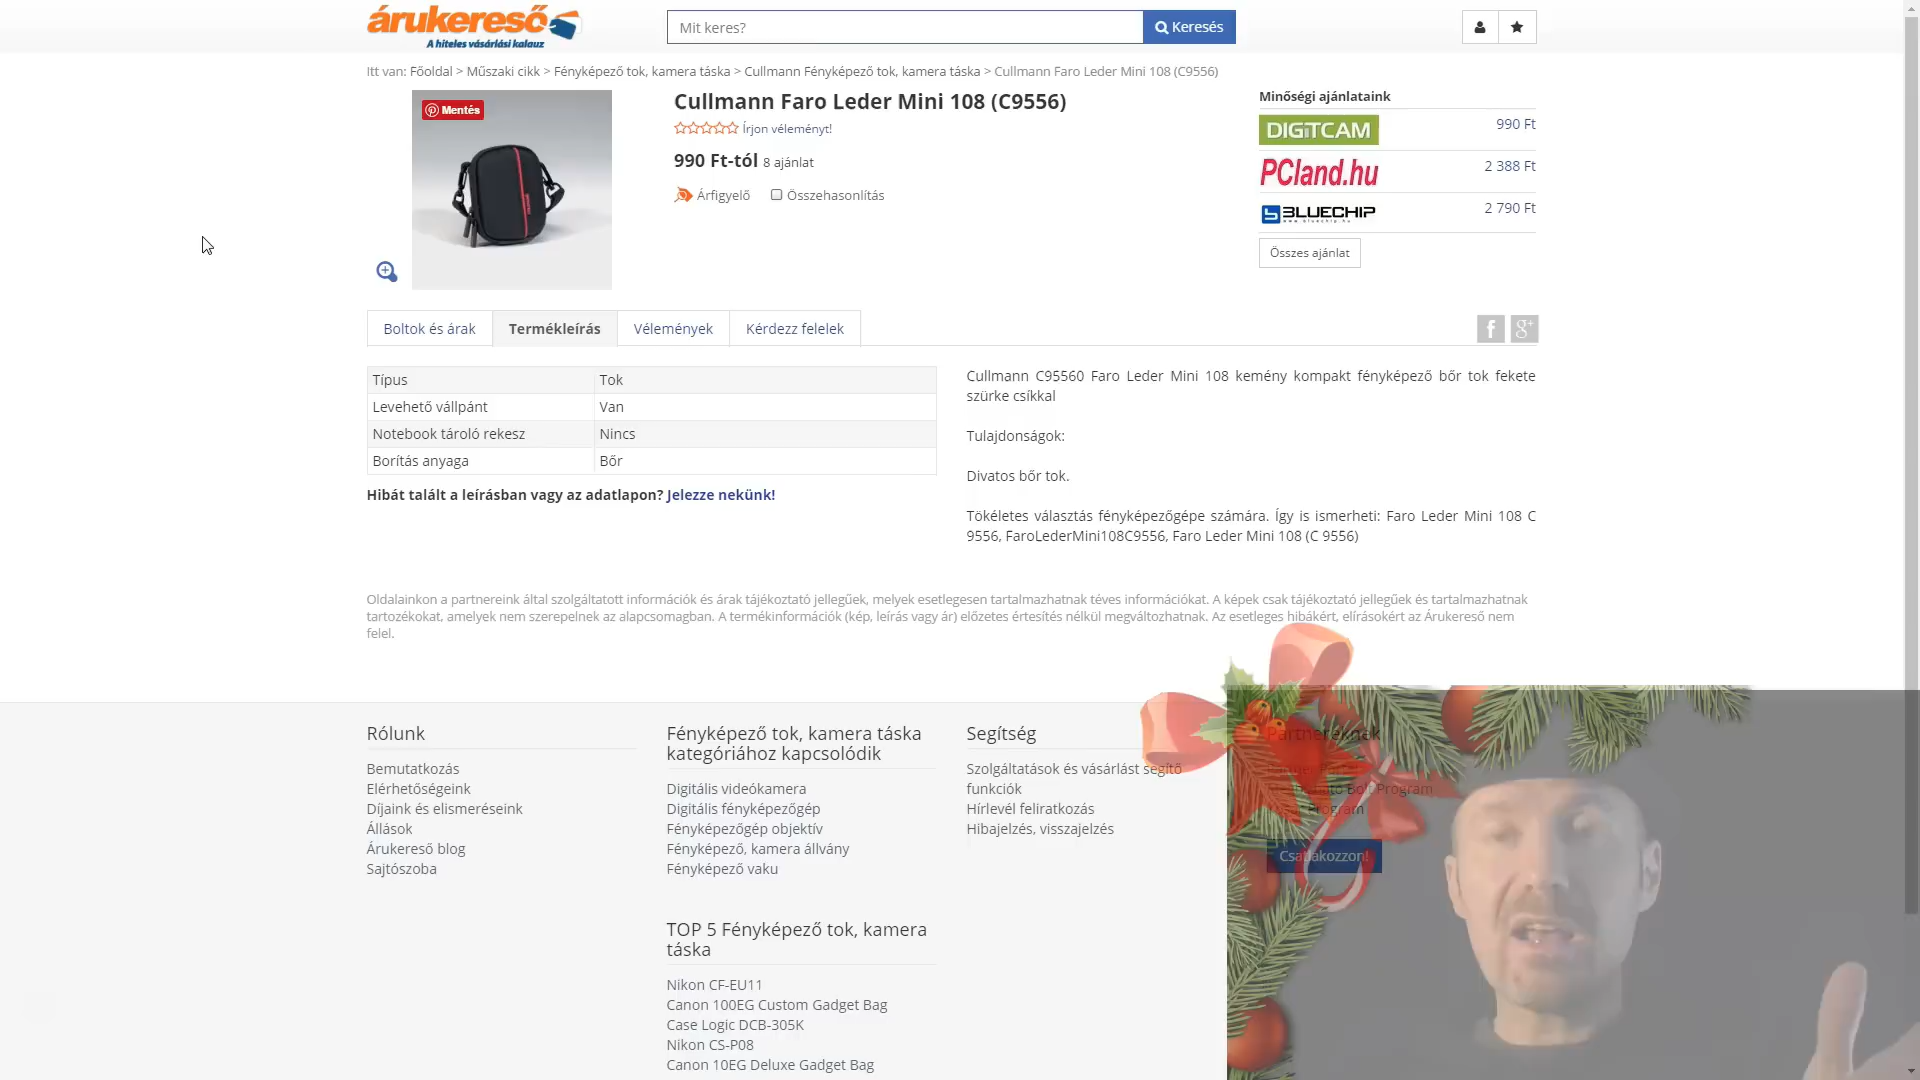 árukereső
A hiteles vásárlási kalauz
Mit keres?
Keresés
Itt van: Főoldal > Műszaki cikk > Fényképező tok, kamera táska > Cullmann Fényképező tok, kamera táska > Cullmann Faro Leder Mini 108 (C9556)
Mentés
Cullmann Faro Leder Mini 108 (C9556)
Írjon véleményt!
990 Ft-tól 8 ajánlat
Árfigyelő
Összehasonlítás
Minőségi ajánlataink
DIGITCAM
990 Ft
PCland.hu
2 388 Ft
BLUECHIP
www.bluechip.hu
2 790 Ft
Összes ajánlat
Boltok és árak
Termékleírás
Vélemények
Kérdezz felelek
f
g+
Típus Tok
Levehető vállpánt Van
Notebook tároló rekesz Nincs
Borítás anyaga Bőr
Hibát talált a leírásban vagy az adatlapon? Jelezze nekünk!
Cullmann C95560 Faro Leder Mini 108 kemény kompakt fényképező bőr tok fekete
szürke csíkkal
Tulajdonságok:
Divatos bőr tok.
Tökéletes választás fényképezőgépe számára. Így is ismerheti: Faro Leder Mini 108 C
9556, FaroLederMini108C9556, Faro Leder Mini 108 (C 9556)
Oldalainkon a partnereink által szolgáltatott információk és árak tájékoztató jellegűek, melyek esetlegesen tartalmazhatnak téves információkat. A képek csak tájékoztató jellegűek és tartalmazhatnak
tartozékokat, amelyek nem szerepelnek az alapcsomagban. A termékinformációk (kép, leírás vagy ár) előzetes értesítés nélkül megváltozhatnak. Az esetleges hibákért, elírásokért az Árukereső nem
felel.
Rólunk
Bemutatkozás
Elérhetőségeink
Díjaink és elismeréseink
Állások
Árukereső blog
Sajtószoba
Fényképező tok, kamera táska
kategóriához kapcsolódik
Digitális videókamera
Digitális fényképezőgép
Fényképezőgép objektív
Fényképező, kamera állvány
Fényképező vaku
TOP 5 Fényképező tok, kamera
táska
Nikon CF-EU11
Canon 100EG Custom Gadget Bag
Case Logic DCB-305K
Nikon CS-P08
Canon 10EG Deluxe Gadget Bag
Segítség
Szolgáltatások és vásárlást segítő
funkciók
Hírlevél feliratkozás
Hibajelzés, visszajelzés
Partnereknek
Bolt Program
Program
Csatlakozzon!